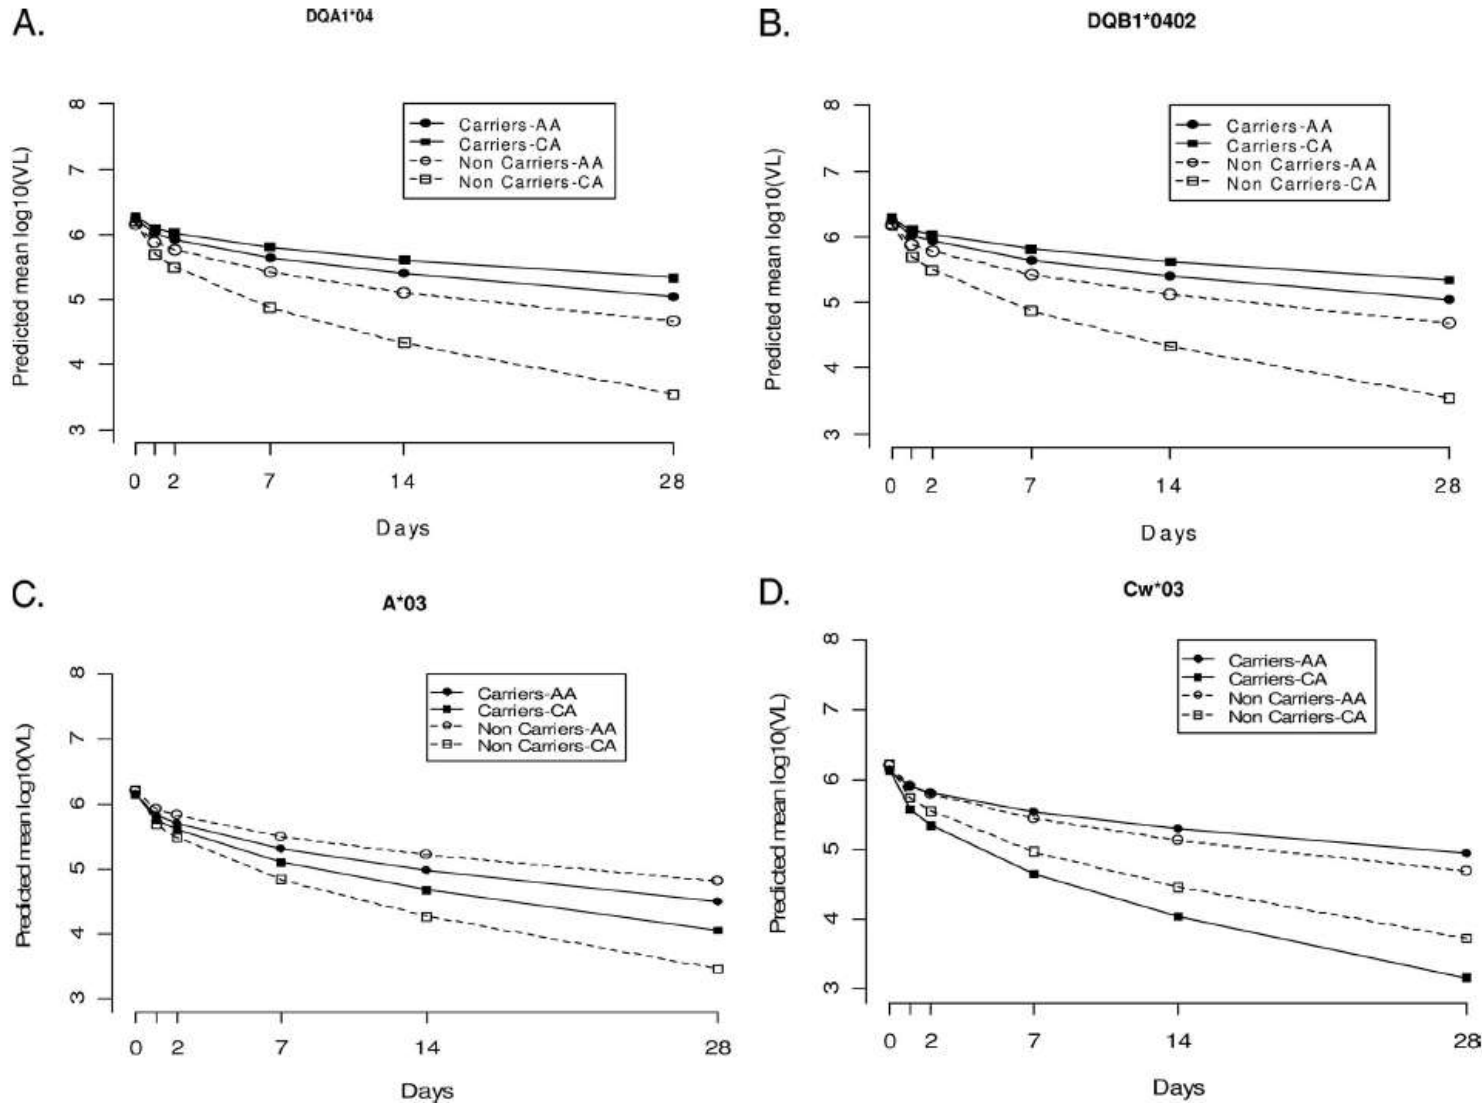 A.
DQA1*04
Predicted mean log10(VL)
8
7
6
5
4
3
Carriers-AA
Carriers-CA
Non Carriers-AA
Non Carriers-CA
0 2 7 14 28
Days
B.
DQB1*0402
Predicted mean log10(VL)
8
7
6
5
4
3
Carriers-AA
Carriers-CA
Non Carriers-AA
Non Carriers-CA
0 2 7 14 28
Days
C.
A*03
Predicted mean log10(VL)
8
7
6
5
4
3
Carriers-AA
Carriers-CA
Non Carriers-AA
Non Carriers-CA
0 2 7 14 28
Days
D.
Cw*03
Predicted mean log10(VL)
8
7
6
5
4
3
Carriers-AA
Carriers-CA
Non Carriers-AA
Non Carriers-CA
0 2 7 14 28
Days